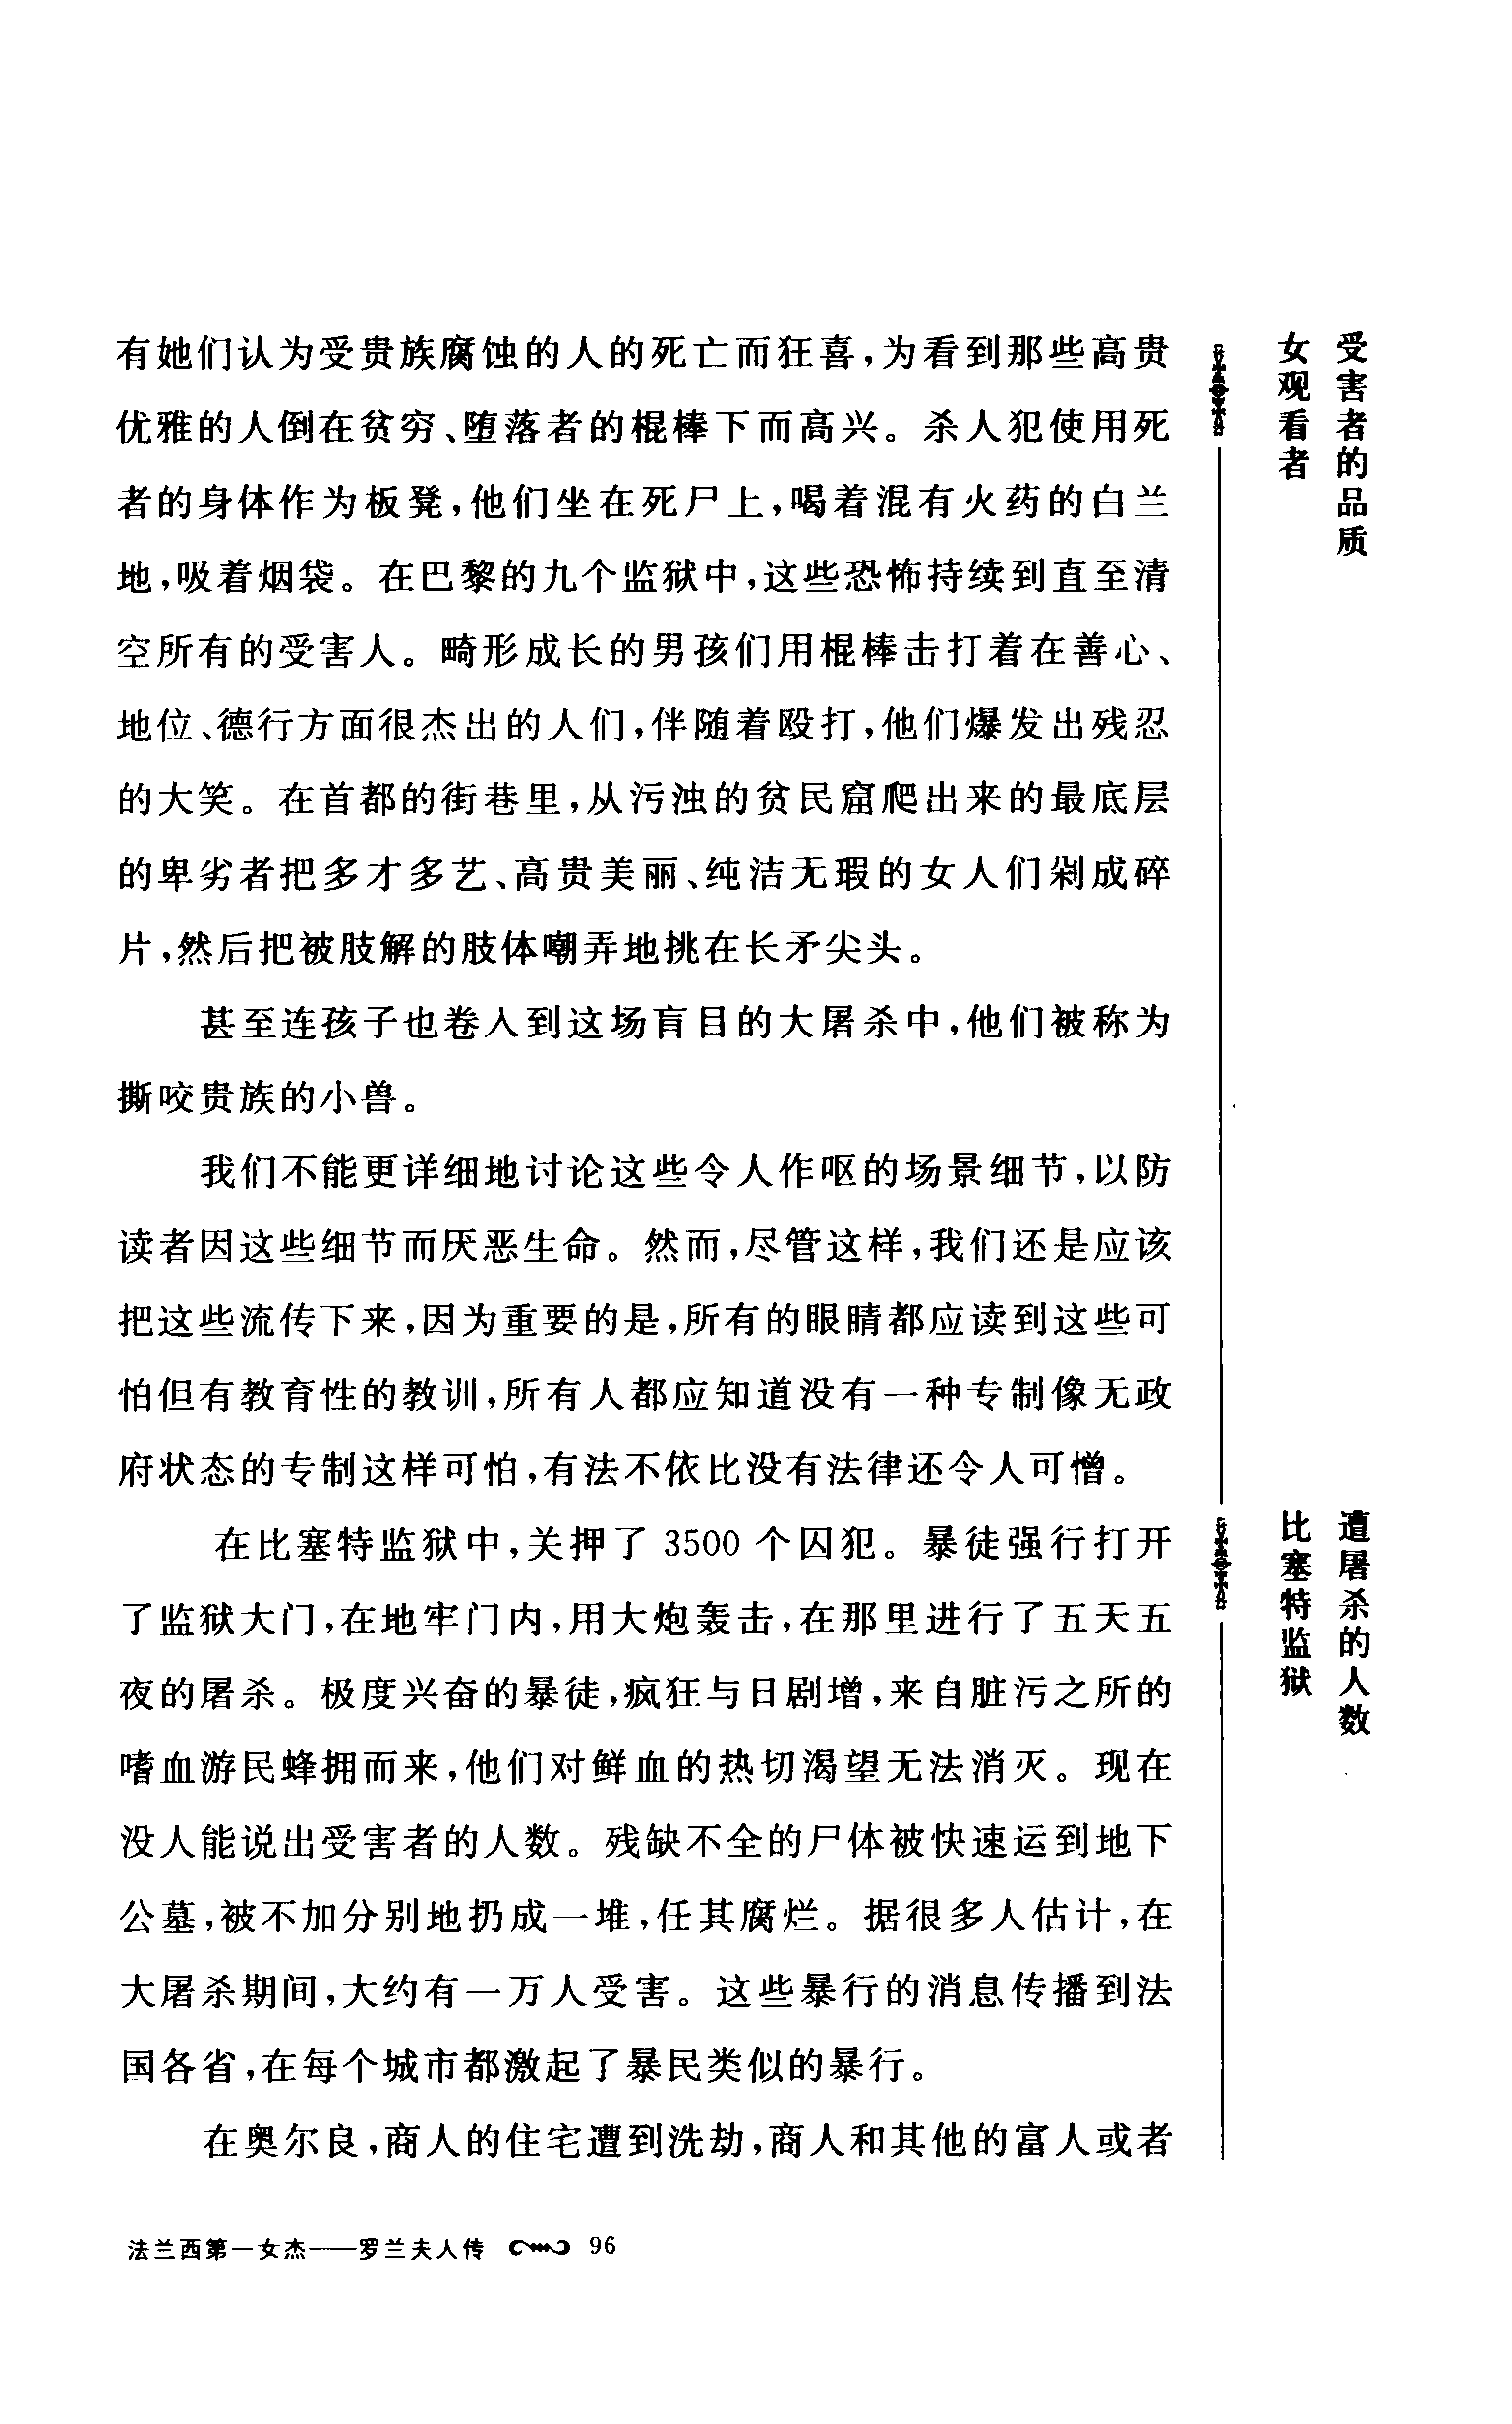 有她们认为受贵族腐蚀的人的死亡而狂喜,为看到那些高贵
优雅的人倒在贫穷、堕落者的棍棒下而高兴。杀人犯使用死
者的身体作为板凳,他们坐在死尸上,喝着混有火药的白兰
地,吸着烟袋。在巴黎的九个监狱中,这些恐怖持续到直至清
空所有的受害人。畸形成长的男孩们用棍棒击打着在善心、
地位、德行方面很杰出的人们,伴随着殴打,他们爆发出残忍
的大笑。在首都的街巷里,从污浊的贫民窟爬出来的最底层
的卑劣者把多才多艺、高贵美丽、纯洁无瑕的女人们剁成碎
片,然后把被肢解的肢体嘲弄地挑在长矛尖头。
甚至连孩子也卷入到这场盲目的大屠杀中,他们被称为
撕咬贵族的小兽。
我们不能更详细地讨论这些令人作呕的场景细节,以防
读者因这些细节而厌恶生命。然而,尽管这样,我们还是应该
把这些流传下来,因为重要的是,所有的眼睛都应读到这些可
怕但有教育性的教训,所有人都应知道没有一种专制像无政
府状态的专制这样可怕,有法不依比没有法律还令人可憎。
在比塞特监狱中,关押了 3500 个囚犯。暴徒强行打开
了监狱大门,在地牢门内,用大炮轰击,在那里进行了五天五
夜的屠杀。极度兴奋的暴徒,疯狂与日剧增,来自脏污之所的
嗜血游民蜂拥而来,他们对鲜血的热切渴望无法消灭。现在
没人能说出受害者的人数。残缺不全的尸体被快速运到地下
公墓,被不加分别地扔成一堆,任其腐烂。据很多人估计,在
大屠杀期间,大约有一万人受害。这些暴行的消息传播到法
国各省,在每个城市都激起了暴民类似的暴行。
在奥尔良,商人的住宅遭到洗劫,商人和其他的富人或者
受害者的品质
女观看者
遭屠杀的人数
比塞特监狱
法兰西第一女杰——罗兰夫人传 96